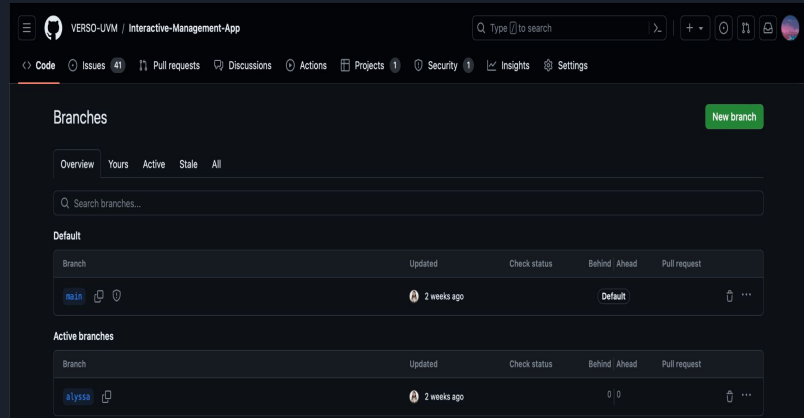 VERSO-UVM / Interactive-Management-App
Type / to search
Code Issues 41 Pull requests Discussions Actions Projects 1 Security 1 Insights Settings
Branches
New branch
Overview Yours Active Stale All
Search branches...
Default
Branch Updated Check status Behind Ahead Pull request
main 2 weeks ago Default
Active branches
Branch Updated Check status Behind Ahead Pull request
alyssa 2 weeks ago 0 0